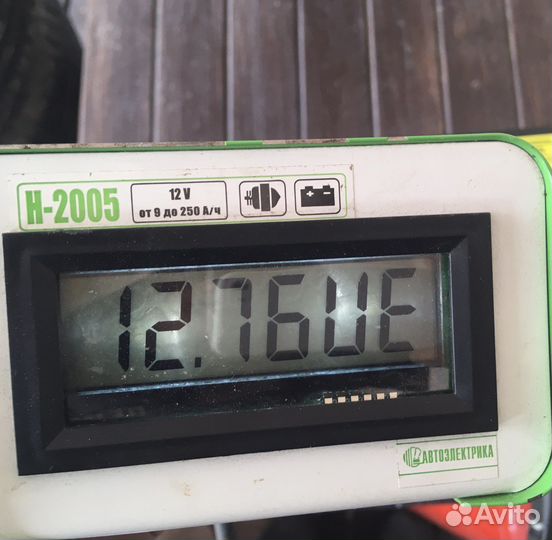 H-2005
12 V
от 9 до 250 А/ч
12.76UE
АВТОЭЛЕКТРИКА
Avito